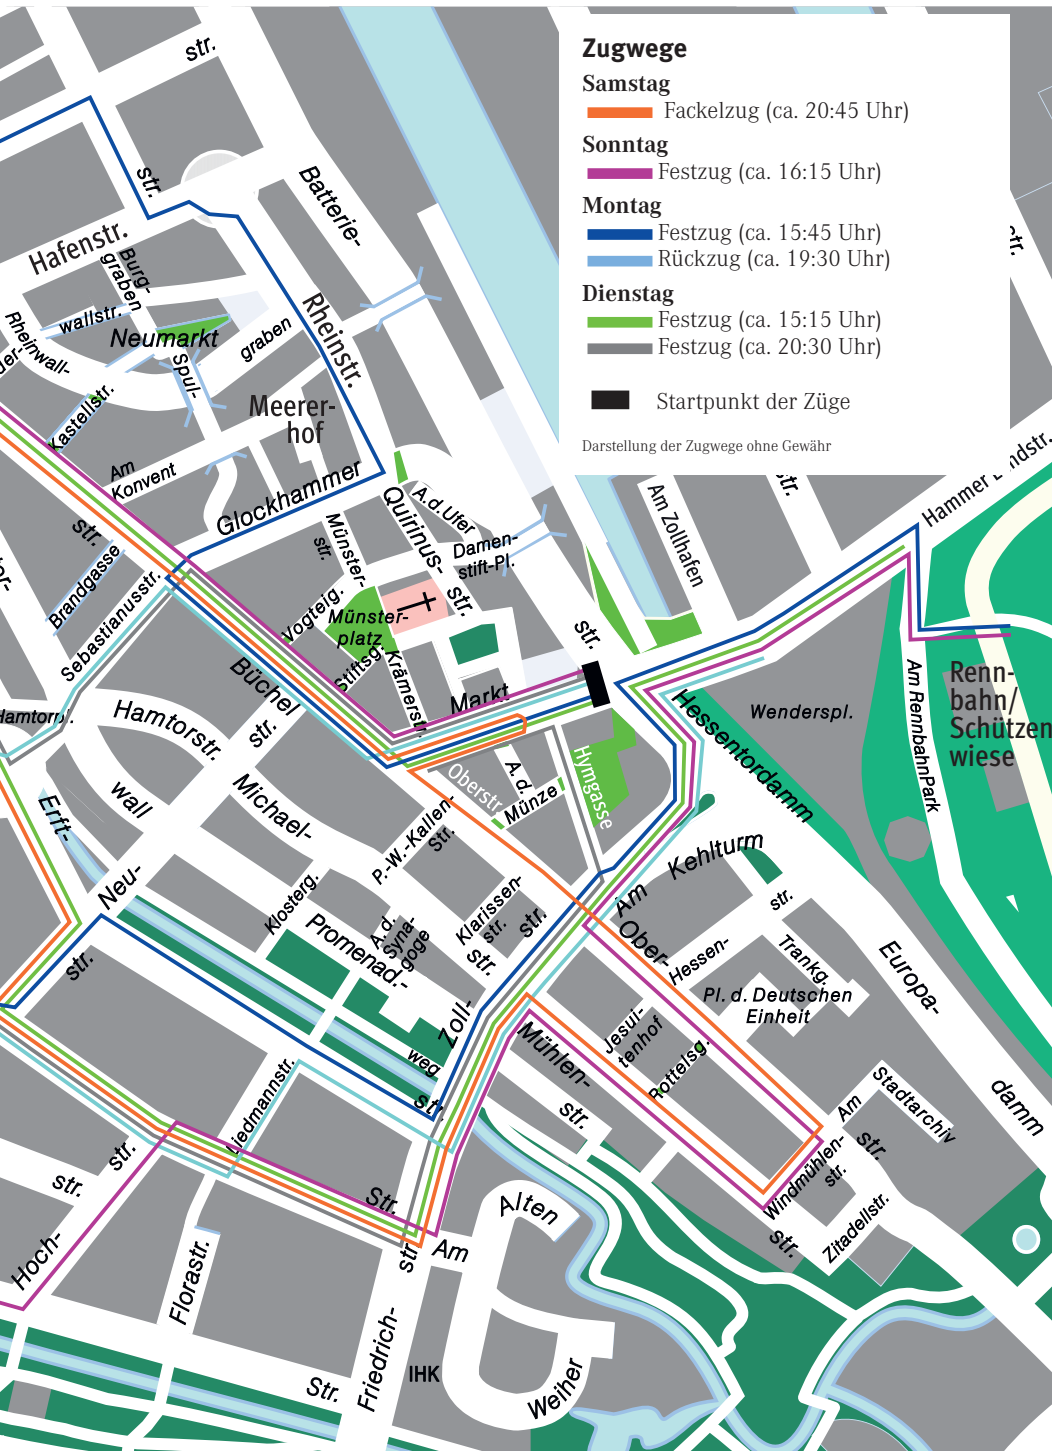 Zugwege
Samstag
Fackelzug (ca. 20:45 Uhr)
Sonntag
Festzug (ca. 16:15 Uhr)
Montag
Festzug (ca. 15:45 Uhr)
Rückzug (ca. 19:30 Uhr)
Dienstag
Festzug (ca. 15:15 Uhr)
Festzug (ca. 20:30 Uhr)
Startpunkt der Züge
Darstellung der Zugwege ohne Gewähr
str.
str.
Batterie-
str.
Hafenstr.
Burg-
graben
wallstr.
Neumarkt
Rheinwall-
graben
Rheinstr.
Spul-
Kastellstr.
Meerer-
hof
Am
Konvent
Glockhammer
str.
Quirinus-
str.
A.d.Ufer
Damen-
stift-Pl.
Am Zollhafen
str.
Hammer
Münster-
str.
Brandgasse
Sebastianusstr.
Vogteig.
Münster-
platz
Stiftsg.
Krämerstr.
str.
Büchel
Markt
Hamtorstr.
str.
Hessentordamm
Wenderspl.
Am RennbahnPark
Renn-
bahn/
Schützen
wiese
Erft-
wall
Michael-
Oberstr.
A.d.
Münze
Hymgasse
P.-W.-Kallen-
Str.
Am
Kehlturm
Neu-
str.
Klosterg.
Promenad.-
A.d.
Syna-
goge
str.
Klarissen-
str.
str.
Ober-
Hessen-
str.
Trankg.
Pl. d. Deutschen
Einheit
Europa-
damm
Zoll-
str.
weg
Jesui-
tenhof
Rottelsg.
Mühlen-
str.
Am
Stadtarchiv
str.
Windmühlen-
str.
Zitadellstr.
str.
Liedmannstr.
str.
str.
Hoch-
Str.
str.
Am
Alten
Weiher
Florastr.
Friedrich-
IHK
Str.